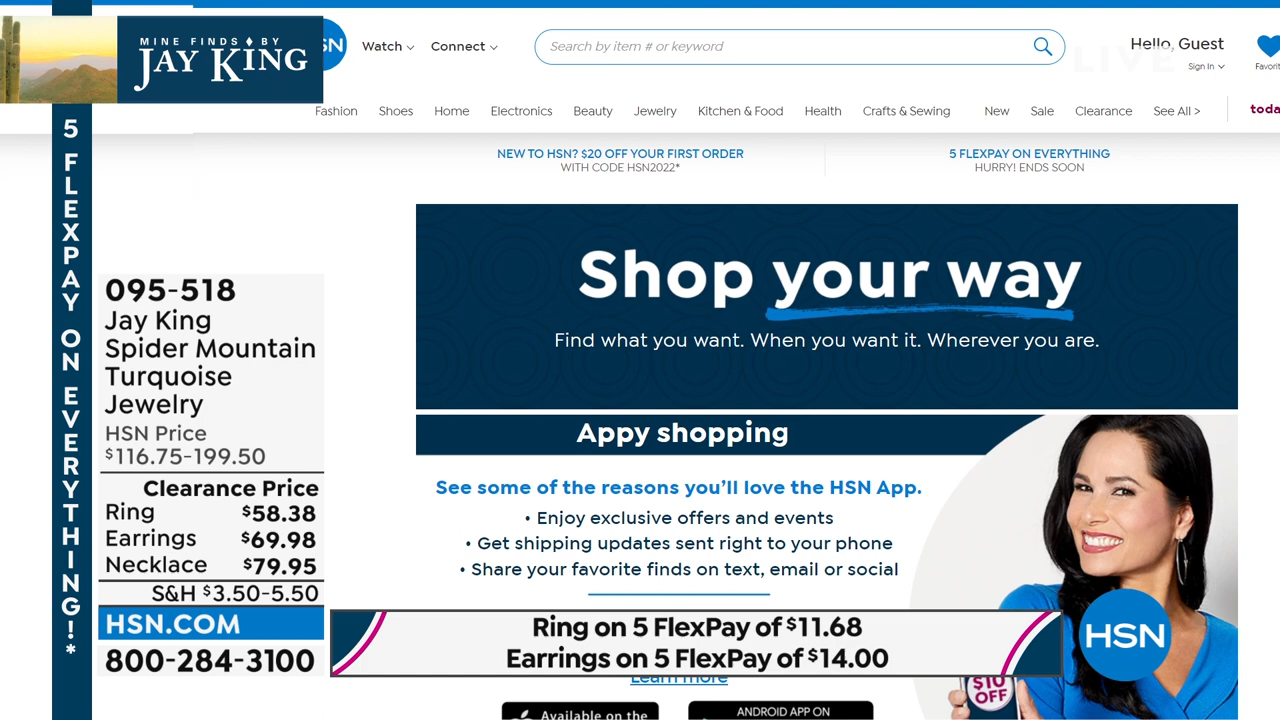 MINE FINDS BY
JAY KING
SN
Watch
Connect
Search by item # or keyword
LIVE
Hello, Guest
Sign In
Favorit
Fashion
Shoes
Home
Electronics
Beauty
Jewelry
Kitchen & Food
Health
Crafts & Sewing
New
Sale
Clearance
See All >
toda
NEW TO HSN? $20 OFF YOUR FIRST ORDER
WITH CODE HSN2022*
5 FLEXPAY ON EVERYTHING
HURRY! ENDS SOON
5 FLEXPAY ON EVERYTHING!*
Shop your way
Find what you want. When you want it. Wherever you are.
095-518
Jay King
Spider Mountain
Turquoise
Jewelry
HSN Price
$116.75-199.50
Clearance Price
Ring $58.38
Earrings $69.98
Necklace $79.95
S&H $3.50-5.50
HSN.COM
800-284-3100
Appy shopping
See some of the reasons you'll love the HSN App.
• Enjoy exclusive offers and events
• Get shipping updates sent right to your phone
• Share your favorite finds on text, email or social
Ring on 5 FlexPay of $11.68
Earrings on 5 FlexPay of $14.00
HSN
Learn more
$10
OFF
Available on the
ANDROID APP ON